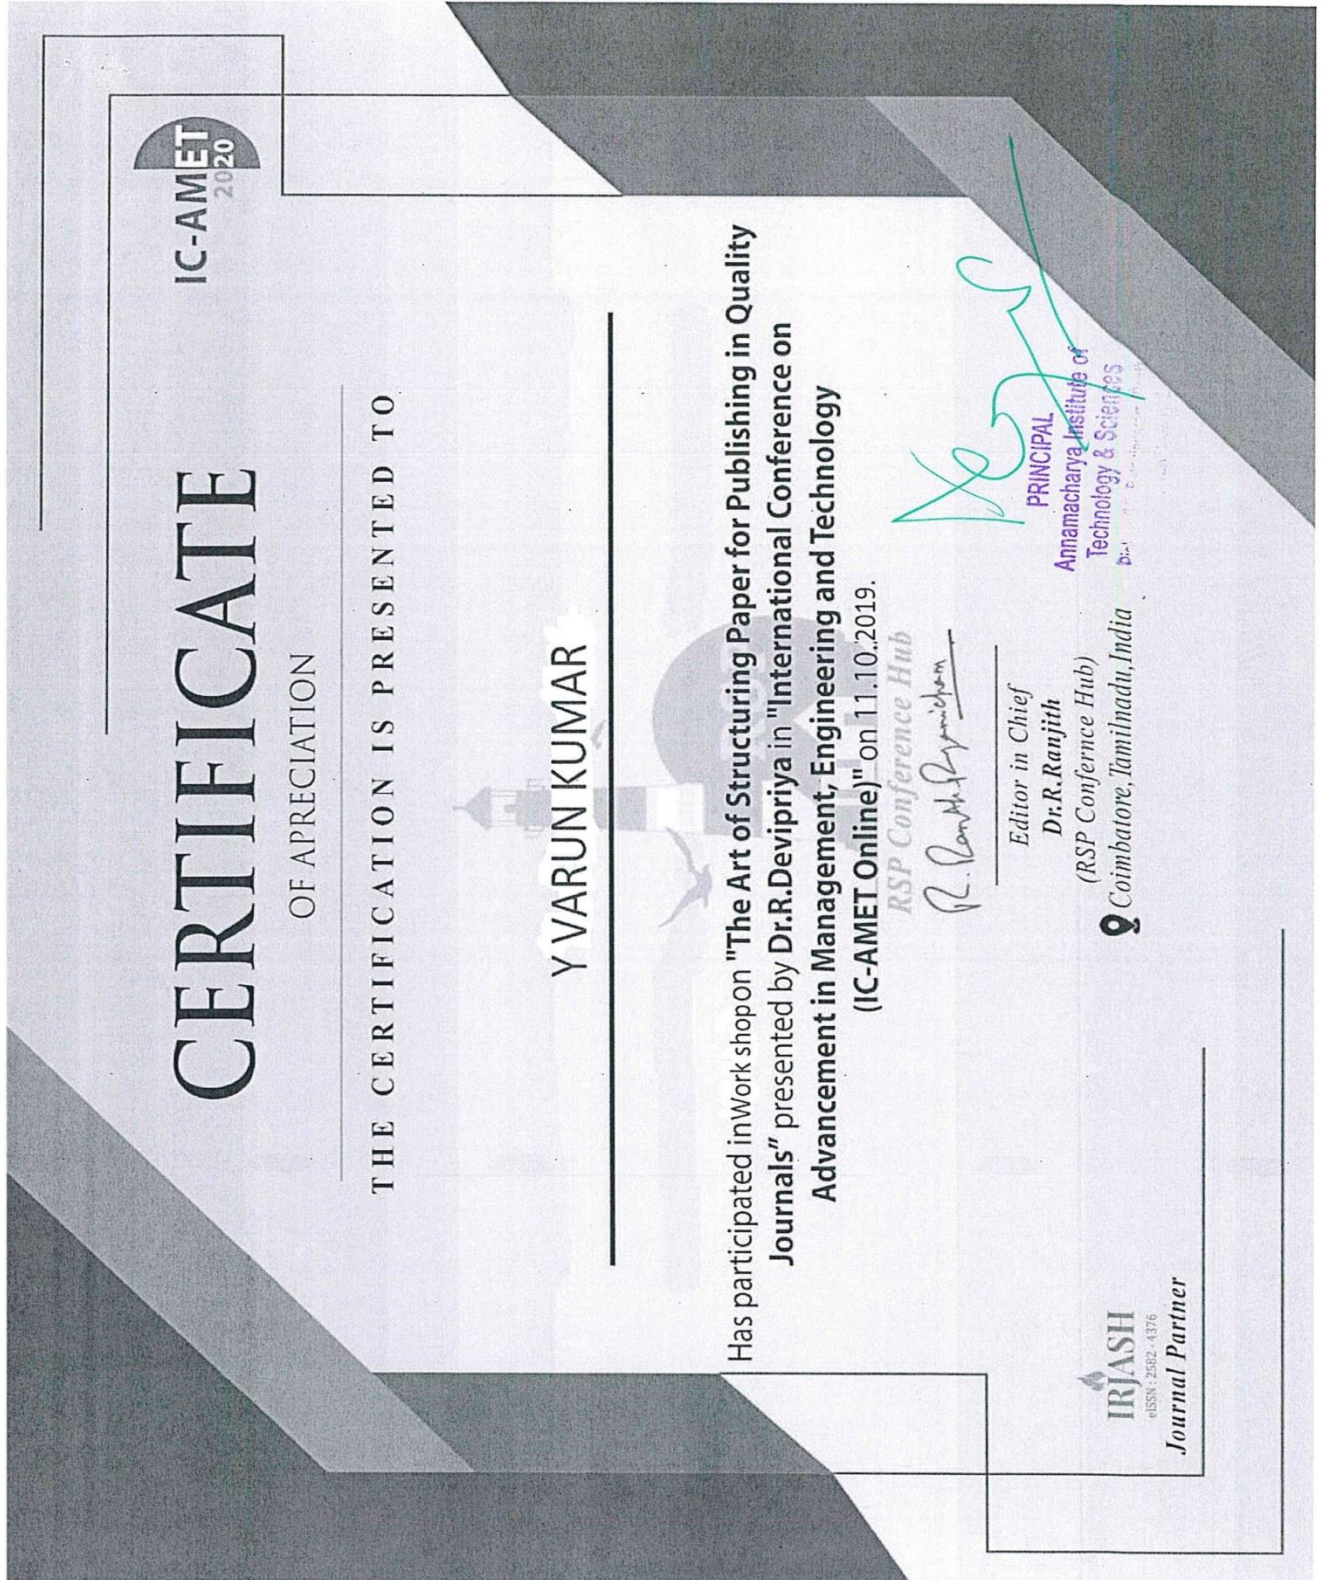 IC-AMET
2020
CERTIFICATE
OF APRECIATION
THE CERTIFICATION IS PRESENTED TO
Y VARUN KUMAR
Has participated in Work shop on "The Art of Structuring Paper for Publishing in Quality
Journals" presented by Dr.R.Devipriya in "International Conference on
Advancement in Management, Engineering and Technology
(IC-AMET Online)" on 11.10.2019.
RSP Conference Hub
Editor in Chief
Dr.R.Ranjith
(RSP Confernce Hub)
Coimbatore,Tamilnadu,India
PRINCIPAL
Annamacharya Institute of
Technology & Sciences
IRJASH
eISSN : 2582 - 4376
Journal Partner